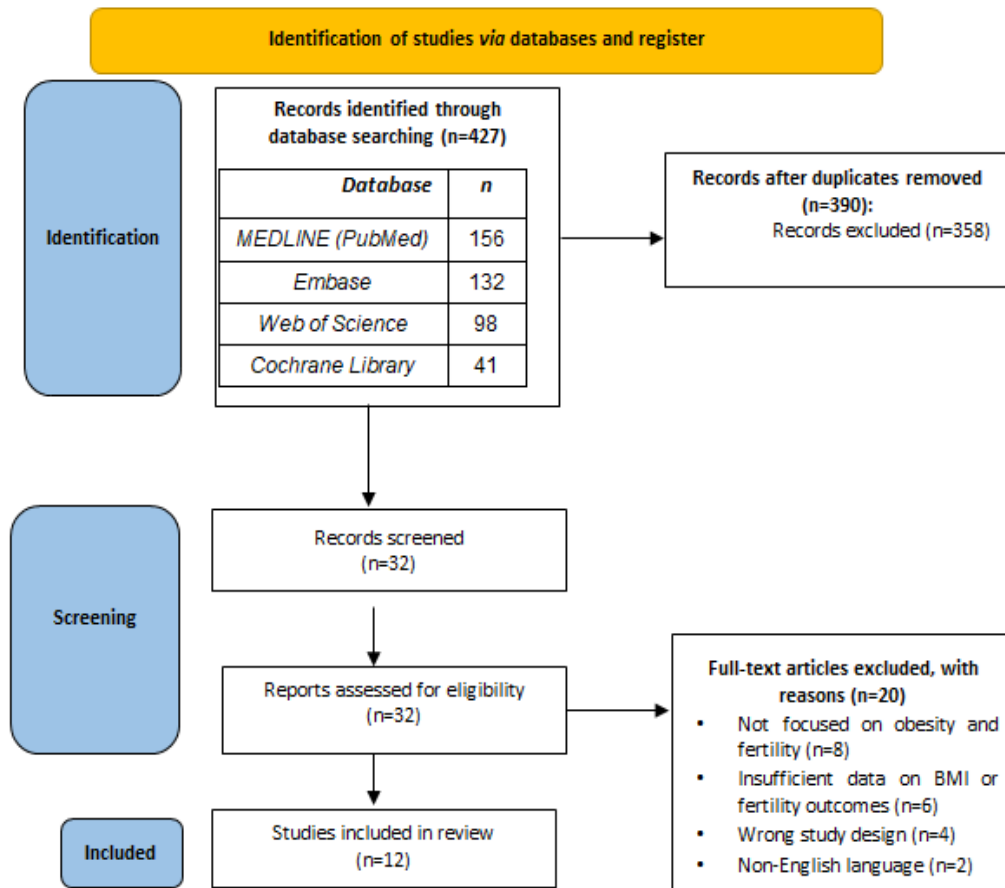 Identification of studies via databases and register
Identification
Records identified through
database searching (n=427)
Database n
MEDLINE (PubMed) 156
Embase 132
Web of Science 98
Cochrane Library 41
Records after duplicates removed
(n=390):
Records excluded (n=358)
Screening
Records screened
(n=32)
Reports assessed for eligibility
(n=32)
Full-text articles excluded, with
reasons (n=20)
• Not focused on obesity and
fertility (n=8)
• Insufficient data on BMI or
fertility outcomes (n=6)
• Wrong study design (n=4)
• Non-English language (n=2)
Included
Studies included in review
(n=12)